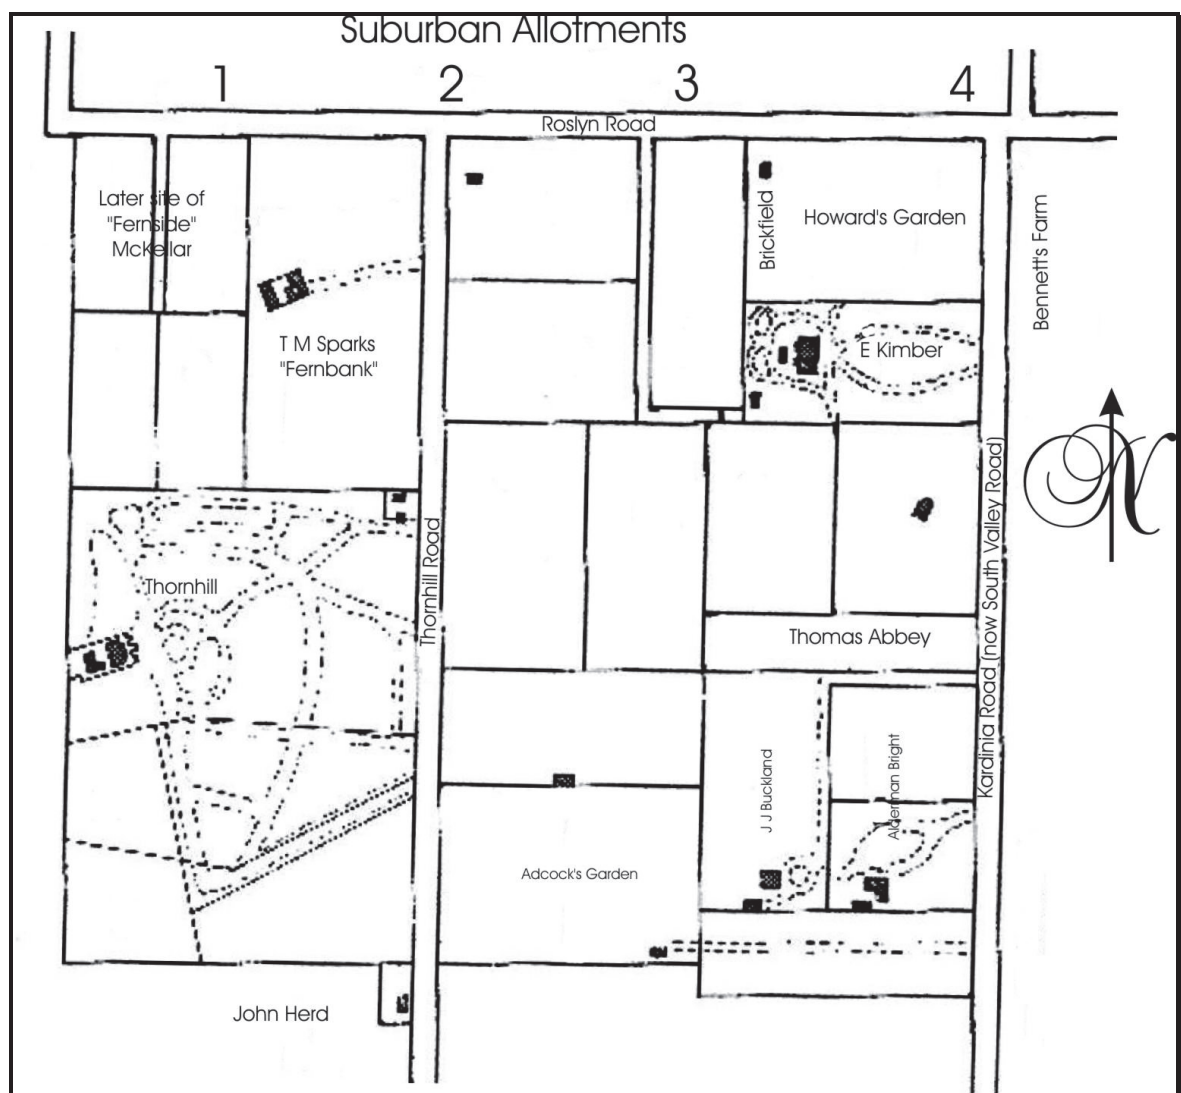 Suburban Allotments
1 2 3 4
Roslyn Road
Later site of
"Fernside"
McKellar
Brickfield
Howard's Garden
Bennett's Farm
T M Sparks
"Fernbank"
E Kimber
N
Thornhill
Thornhill Road
Kardinia Road (now South Valley Road)
Thomas Abbey
J J Buckland
Alderman Bright
Adcock's Garden
John Herd